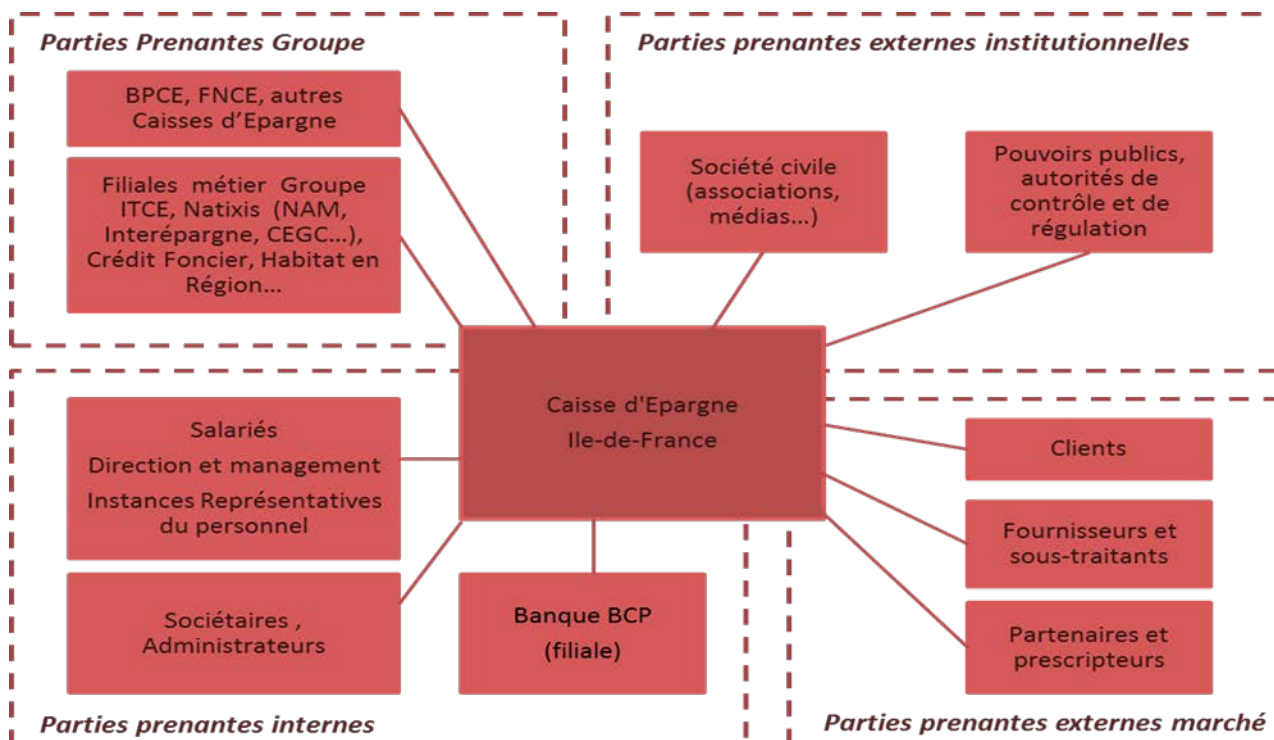 Parties Prenantes Groupe
BPCE, FNCE, autres
Caisses d’Epargne
Filiales métier Groupe
ITCE, Natixis (NAM,
Interépargne, CEGC...),
Crédit Foncier, Habitat en
Région...
Parties prenantes externes institutionnelles
Société civile
(associations,
médias...)
Pouvoirs publics,
autorités de
contrôle et de
régulation
Caisse d'Epargne
Ile-de-France
Salariés
Direction et management
Instances Représentatives
du personnel
Sociétaires ,
Administrateurs
Banque BCP
(filiale)
Parties prenantes internes
Clients
Fournisseurs et
sous-traitants
Partenaires et
prescripteurs
Parties prenantes externes marché